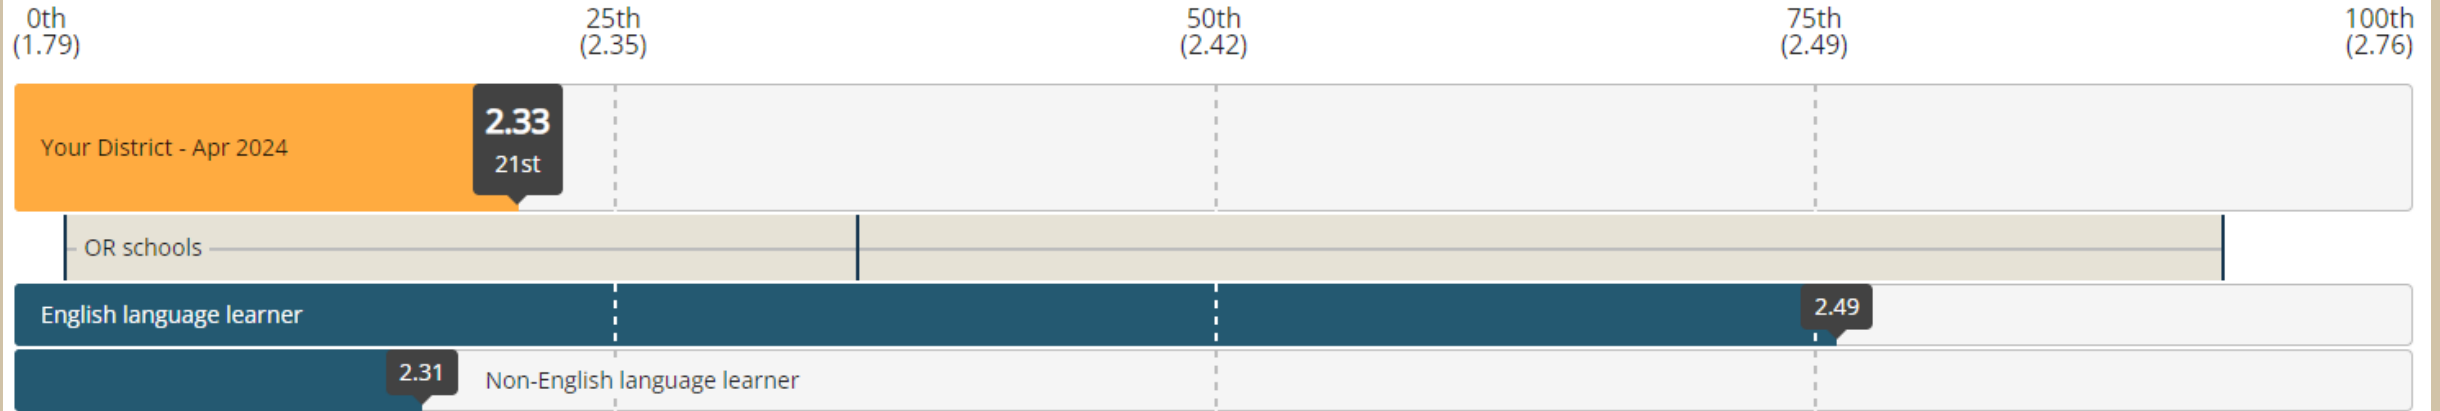 0th 25th 50th 75th 100th
(1.79) (2.35) (2.42) (2.49) (2.76)
2.33
Your District - Apr 2024
21st
OR schools
English language learner 2.49
2.31 Non-English language learner